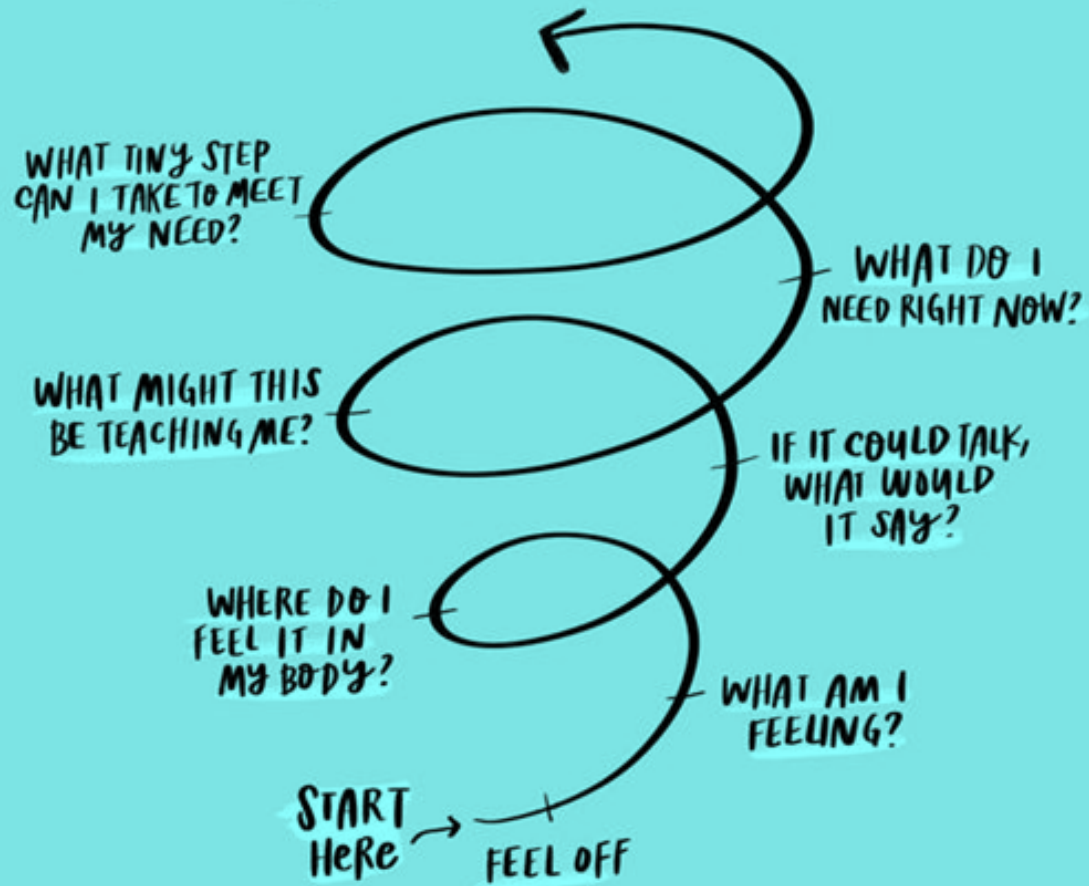 WHAT TINY STEP
CAN I TAKE TO MEET
MY NEED?
WHAT DO I
NEED RIGHT NOW?
WHAT MIGHT THIS
BE TEACHING ME?
IF IT COULD TALK,
WHAT WOULD
IT SAY?
WHERE DO I
FEEL IT IN
MY BODY?
WHAT AM I
FEELING?
START
HERE
FEEL OFF